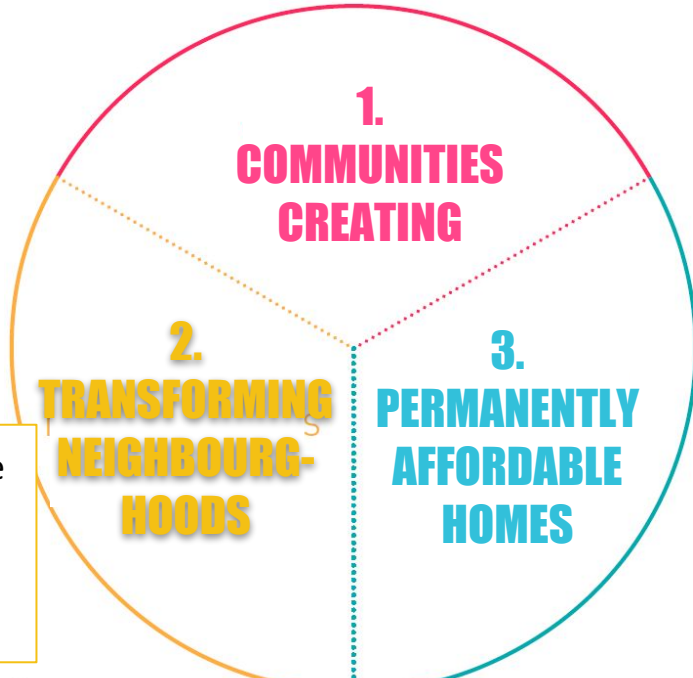 1.
COMMUNITIES
CREATING
2.
TRANSFORMING
NEIGHBOURG-
HOODS
3.
PERMANENTLY
AFFORDABLE
HOMES